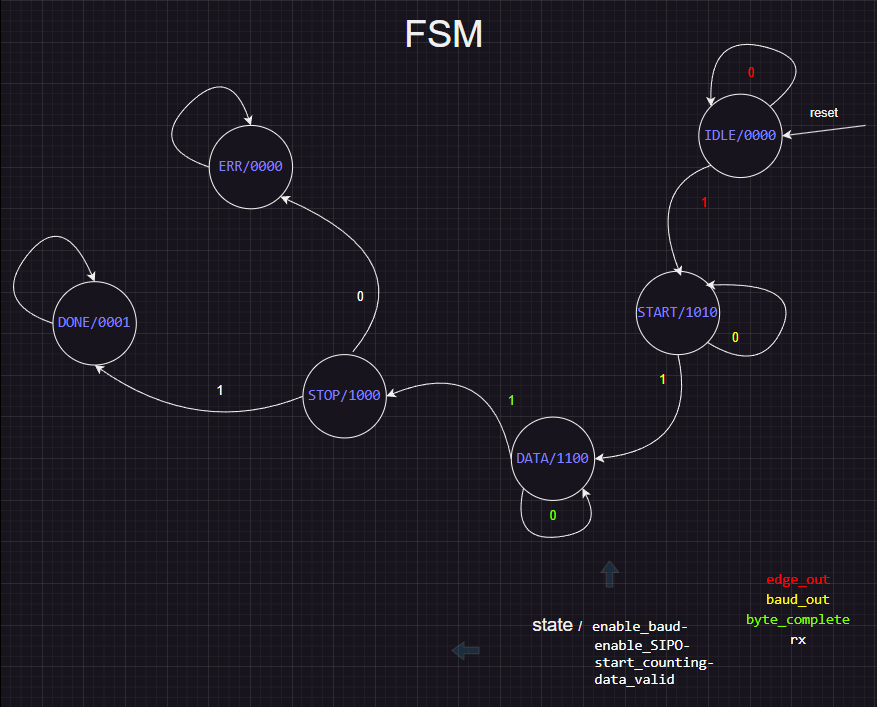 FSM
0
IDLE/0000
reset
ERR/0000
1
0
DONE/0001
START/1010
0
1
1
STOP/1000
1
DATA/1100
0
edge_out
baud_out
byte_complete
rx
state / enable_baud-
enable_SIPO-
start_counting-
data_valid